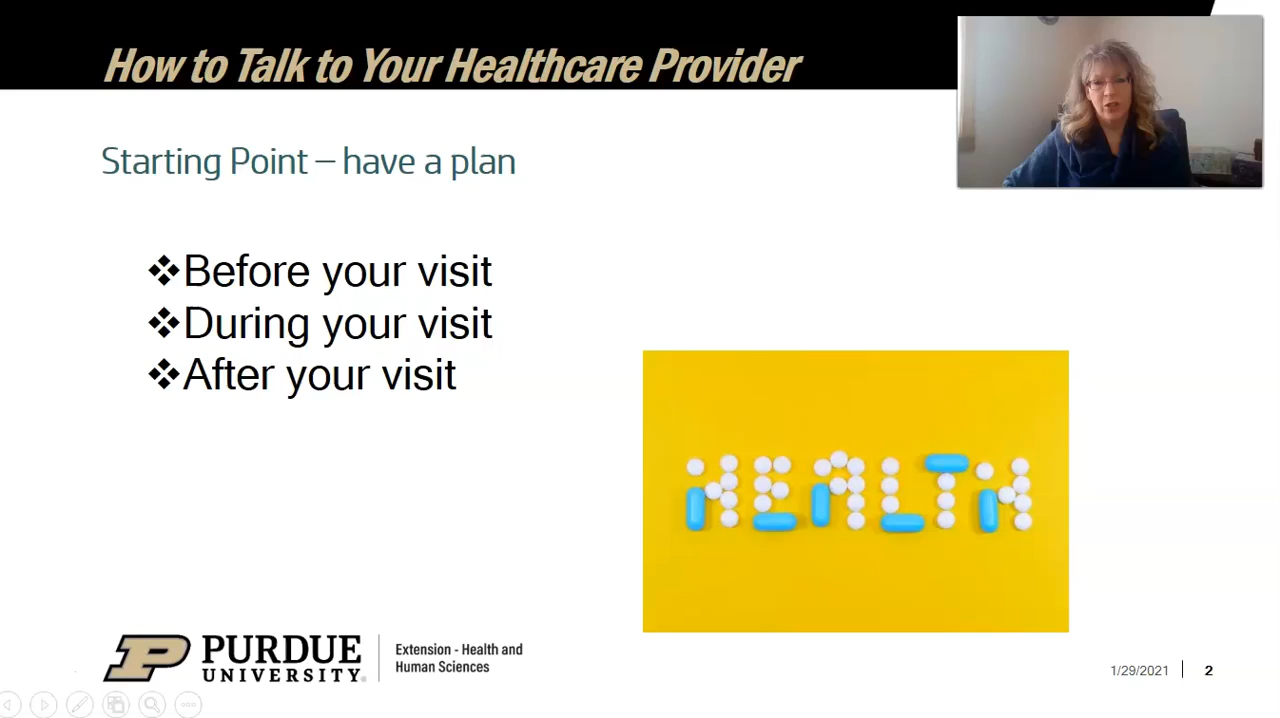 How to Talk to Your Healthcare Provider
Starting Point – have a plan
❖Before your visit
❖During your visit
❖After your visit
HEALTH
PURDUE
UNIVERSITY
Extension - Health and
Human Sciences
1/29/2021
2